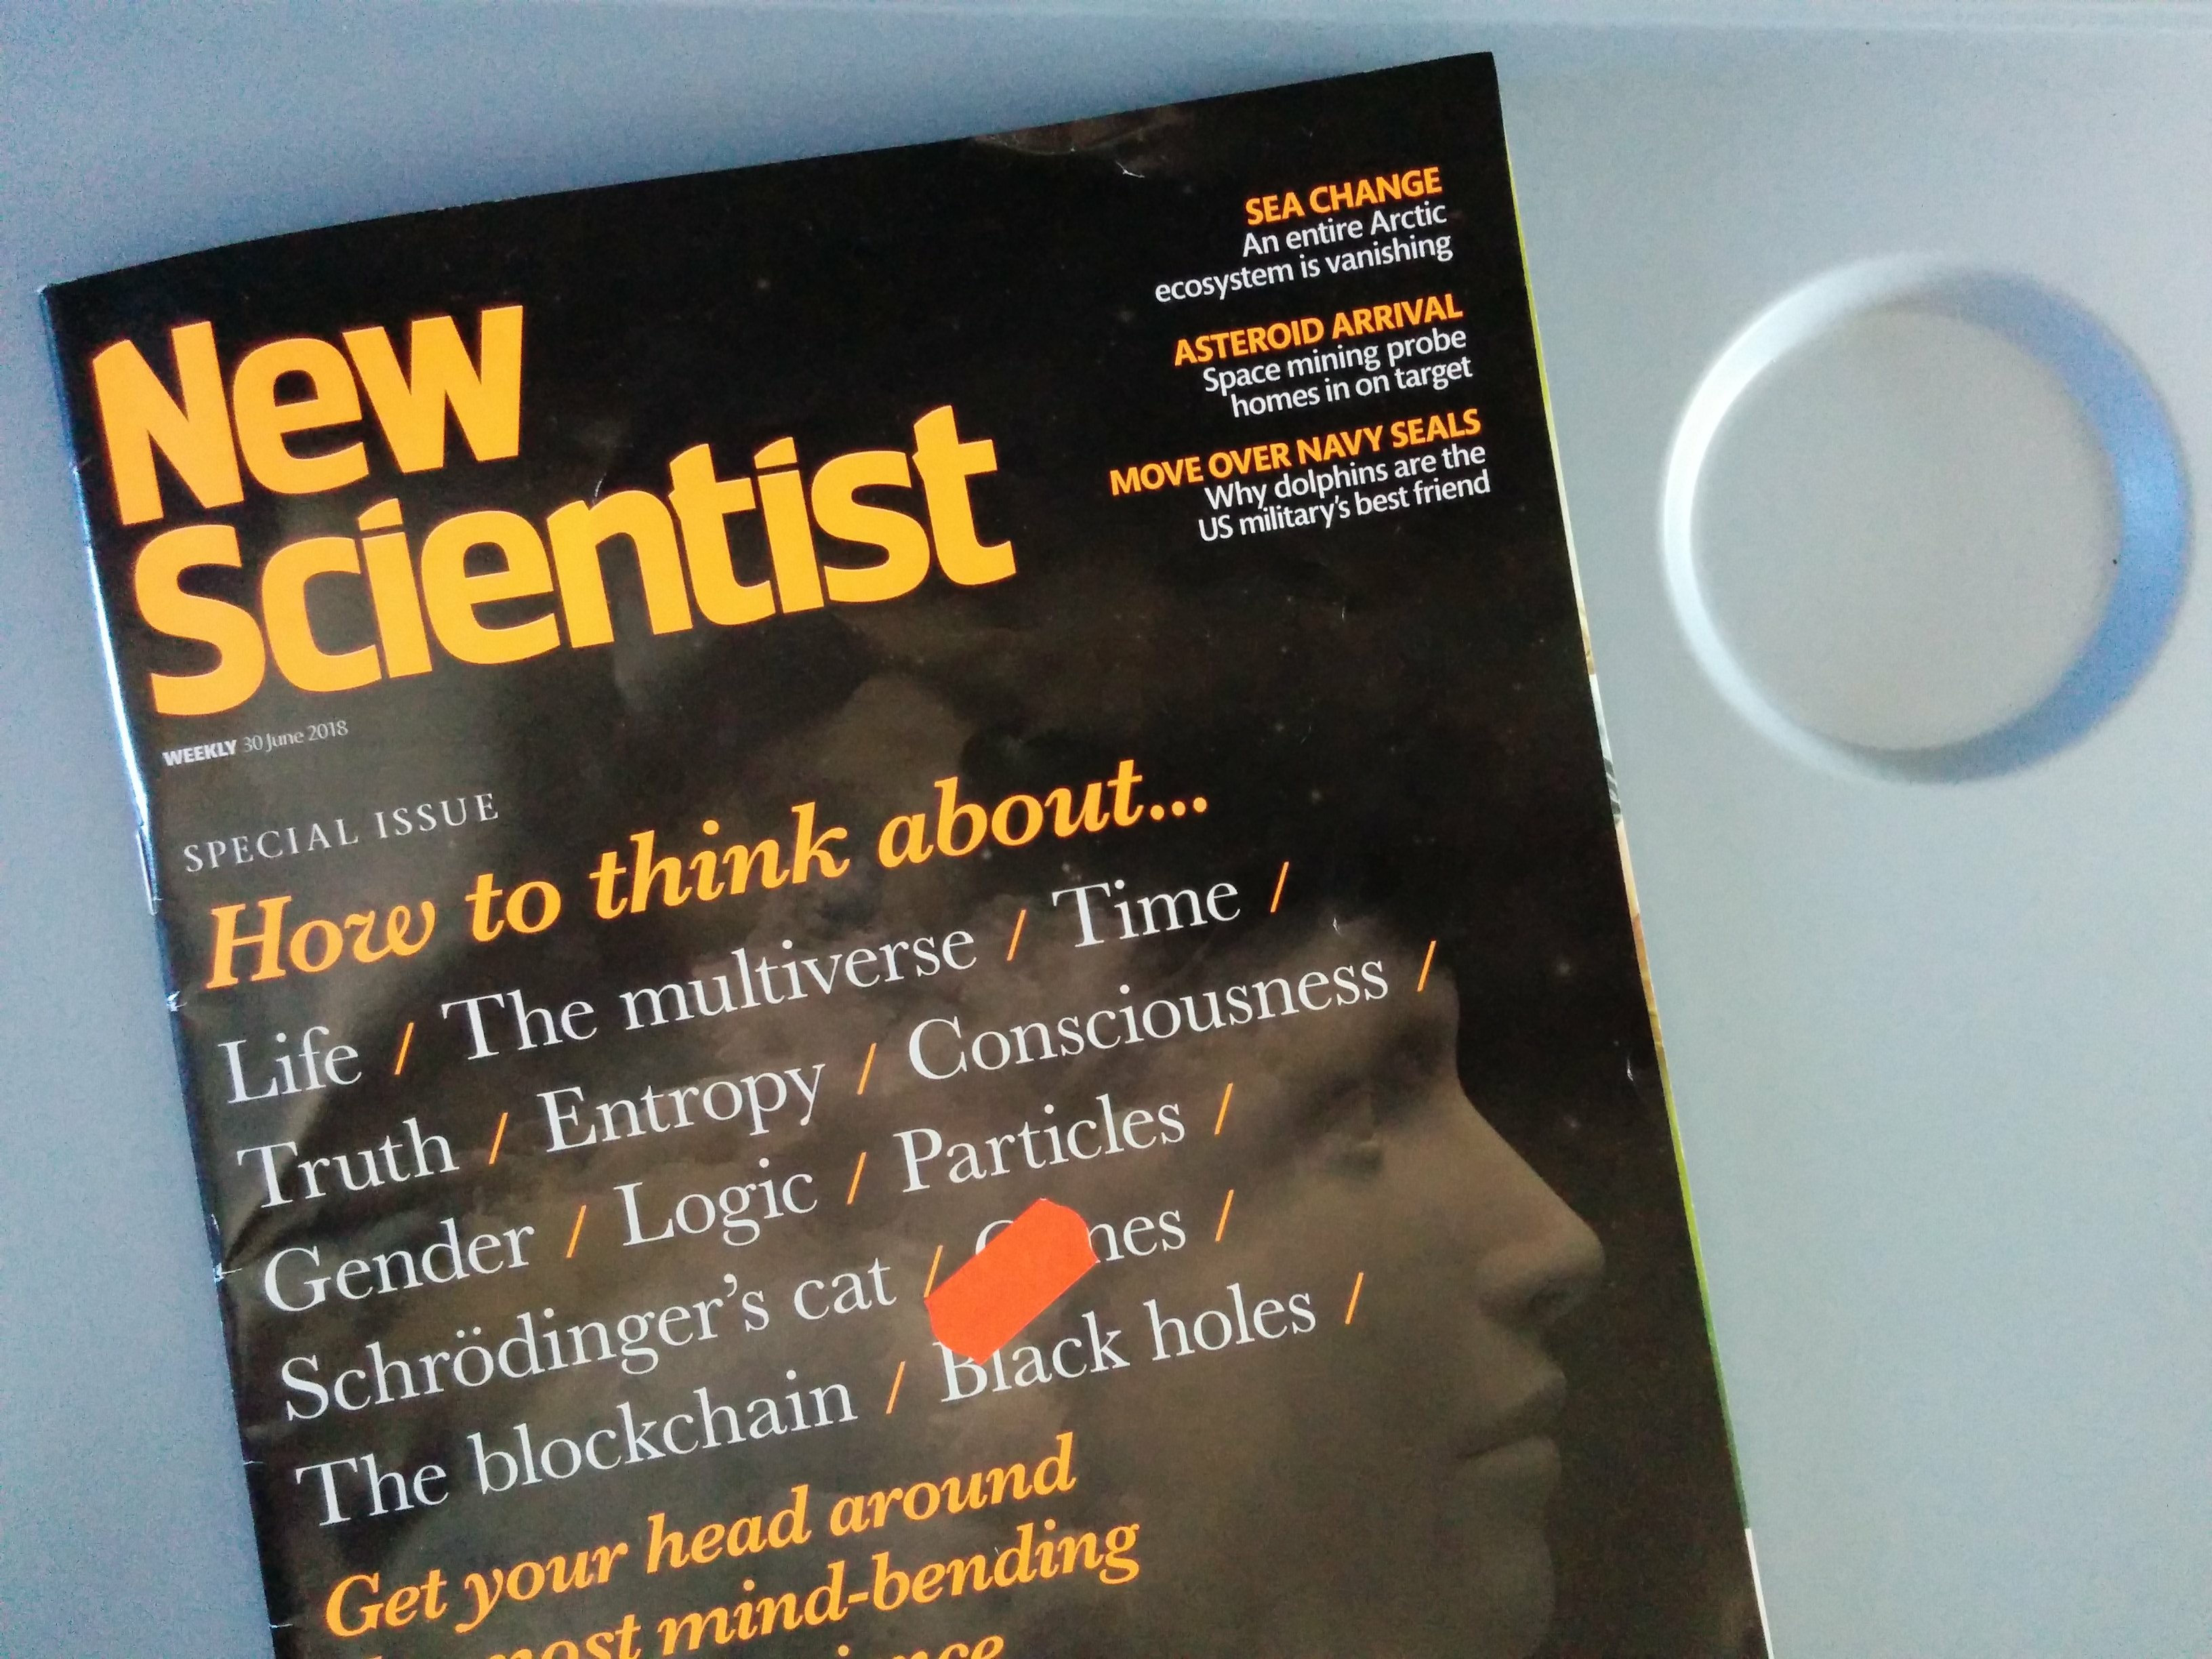 New
Scientist
WEEKLY 30 June 2018
SEA CHANGE
An entire Arctic
ecosystem is vanishing
ASTEROID ARRIVAL
Space mining probe
homes in on target
MOVE OVER NAVY SEALS
Why dolphins are the
US military's best friend
SPECIAL ISSUE
How to think about...
Life / The multiverse / Time /
Truth / Entropy / Consciousness /
Gender / Logic / Particles /
Schrödinger's cat / /
The blockchain / Black holes /
Get your head around
most mind-bending